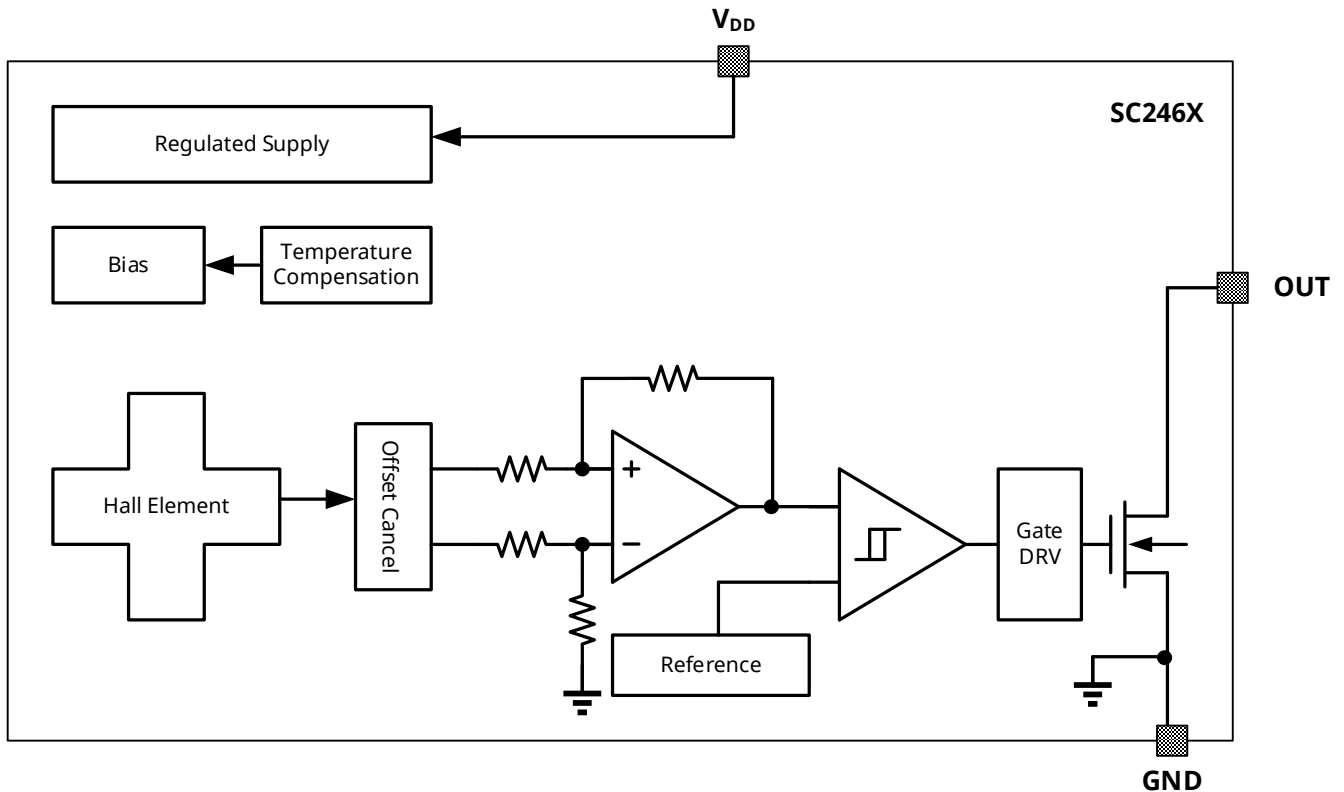 VDD
SC246X
Regulated Supply
Bias
Temperature
Compensation
OUT
Hall Element
Offset Cancel
+
−
Gate
DRV
Reference
GND